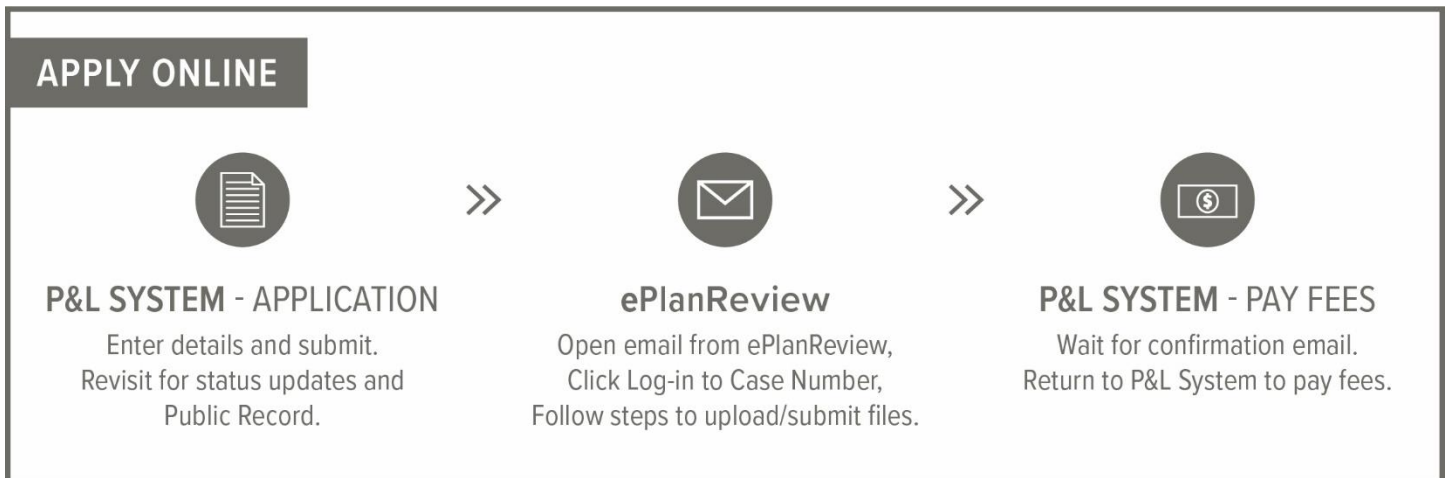 APPLY ONLINE
P&L SYSTEM - APPLICATION
Enter details and submit.
Revisit for status updates and
Public Record.
ePlanReview
Open email from ePlanReview,
Click Log-in to Case Number,
Follow steps to upload/submit files.
P&L SYSTEM - PAY FEES
Wait for confirmation email.
Return to P&L System to pay fees.